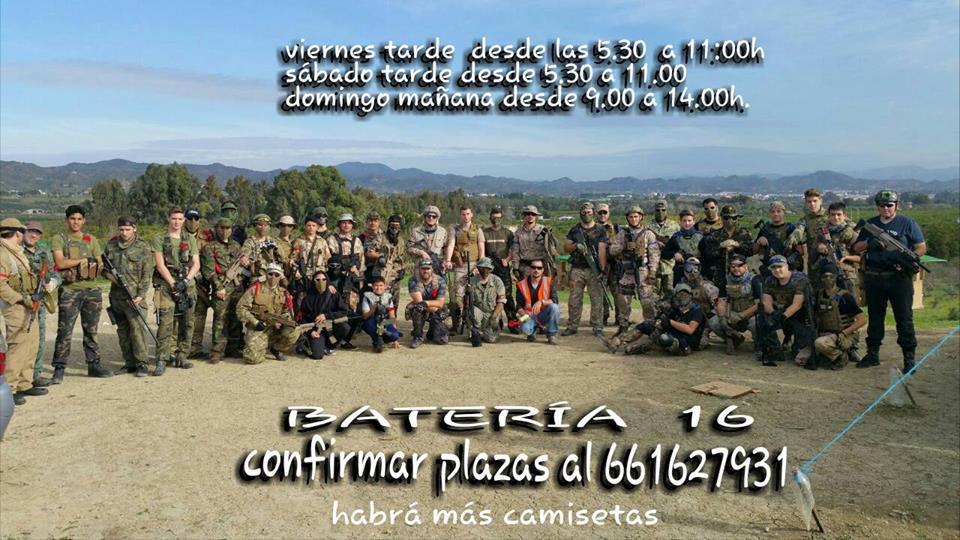 viernes tarde desde las 5.30 a 11:00h
sábado tarde desde 5.30 a 11.00
domingo mañana desde 9.00 a 14.00h.
BATERÍA 16
confirmar plazas al 661627931
habrá más camisetas